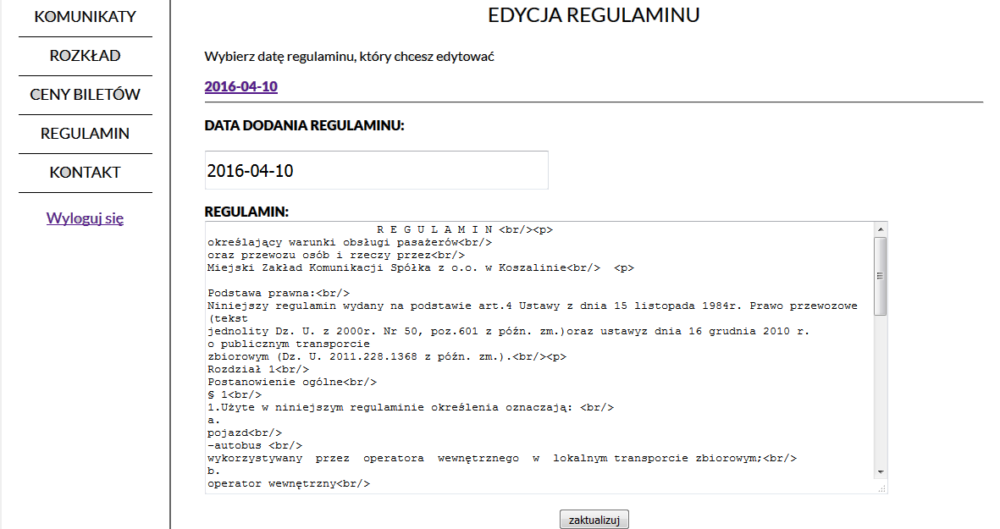 KOMUNIKATY
ROZKŁAD
CENY BILETÓW
REGULAMIN
KONTAKT
Wyloguj się
EDYCJA REGULAMINU
Wybierz datę regulaminu, który chcesz edytować
2016-04-10
DATA DODANIA REGULAMINU:
2016-04-10
REGULAMIN:
R E G U L A M I N <br/><p>
określający warunki obsługi pasażerów<br/>
oraz przewozu osób i rzeczy przez<br/>
Miejski Zakład Komunikacji Spółka z o.o. w Koszalinie<br/>  <p>
Podstawa prawna:<br/>
Niniejszy regulamin wydany na podstawie art.4 Ustawy z dnia 15 listopada 1984r. Prawo przewozowe
(tekst
jednolity Dz. U. z 2000r. Nr 50, poz.601 z późn. zm.)oraz ustawyz dnia 16 grudnia 2010 r.
o publicznym transporcie
zbiorowym (Dz. U. 2011.228.1368 z późn. zm.).<br/><p>
Rozdział 1<br/>
Postanowienie ogólne<br/>
§ 1<br/>
1.Użyte w niniejszym regulaminie określenia oznaczają: <br/>
a.
pojazd<br/>
-autobus <br/>
wykorzystywany  przez  operatora  wewnętrznego  w  lokalnym transporcie zbiorowym;<br/>
b.
operator wewnętrzny<br/>
zaktualizuj